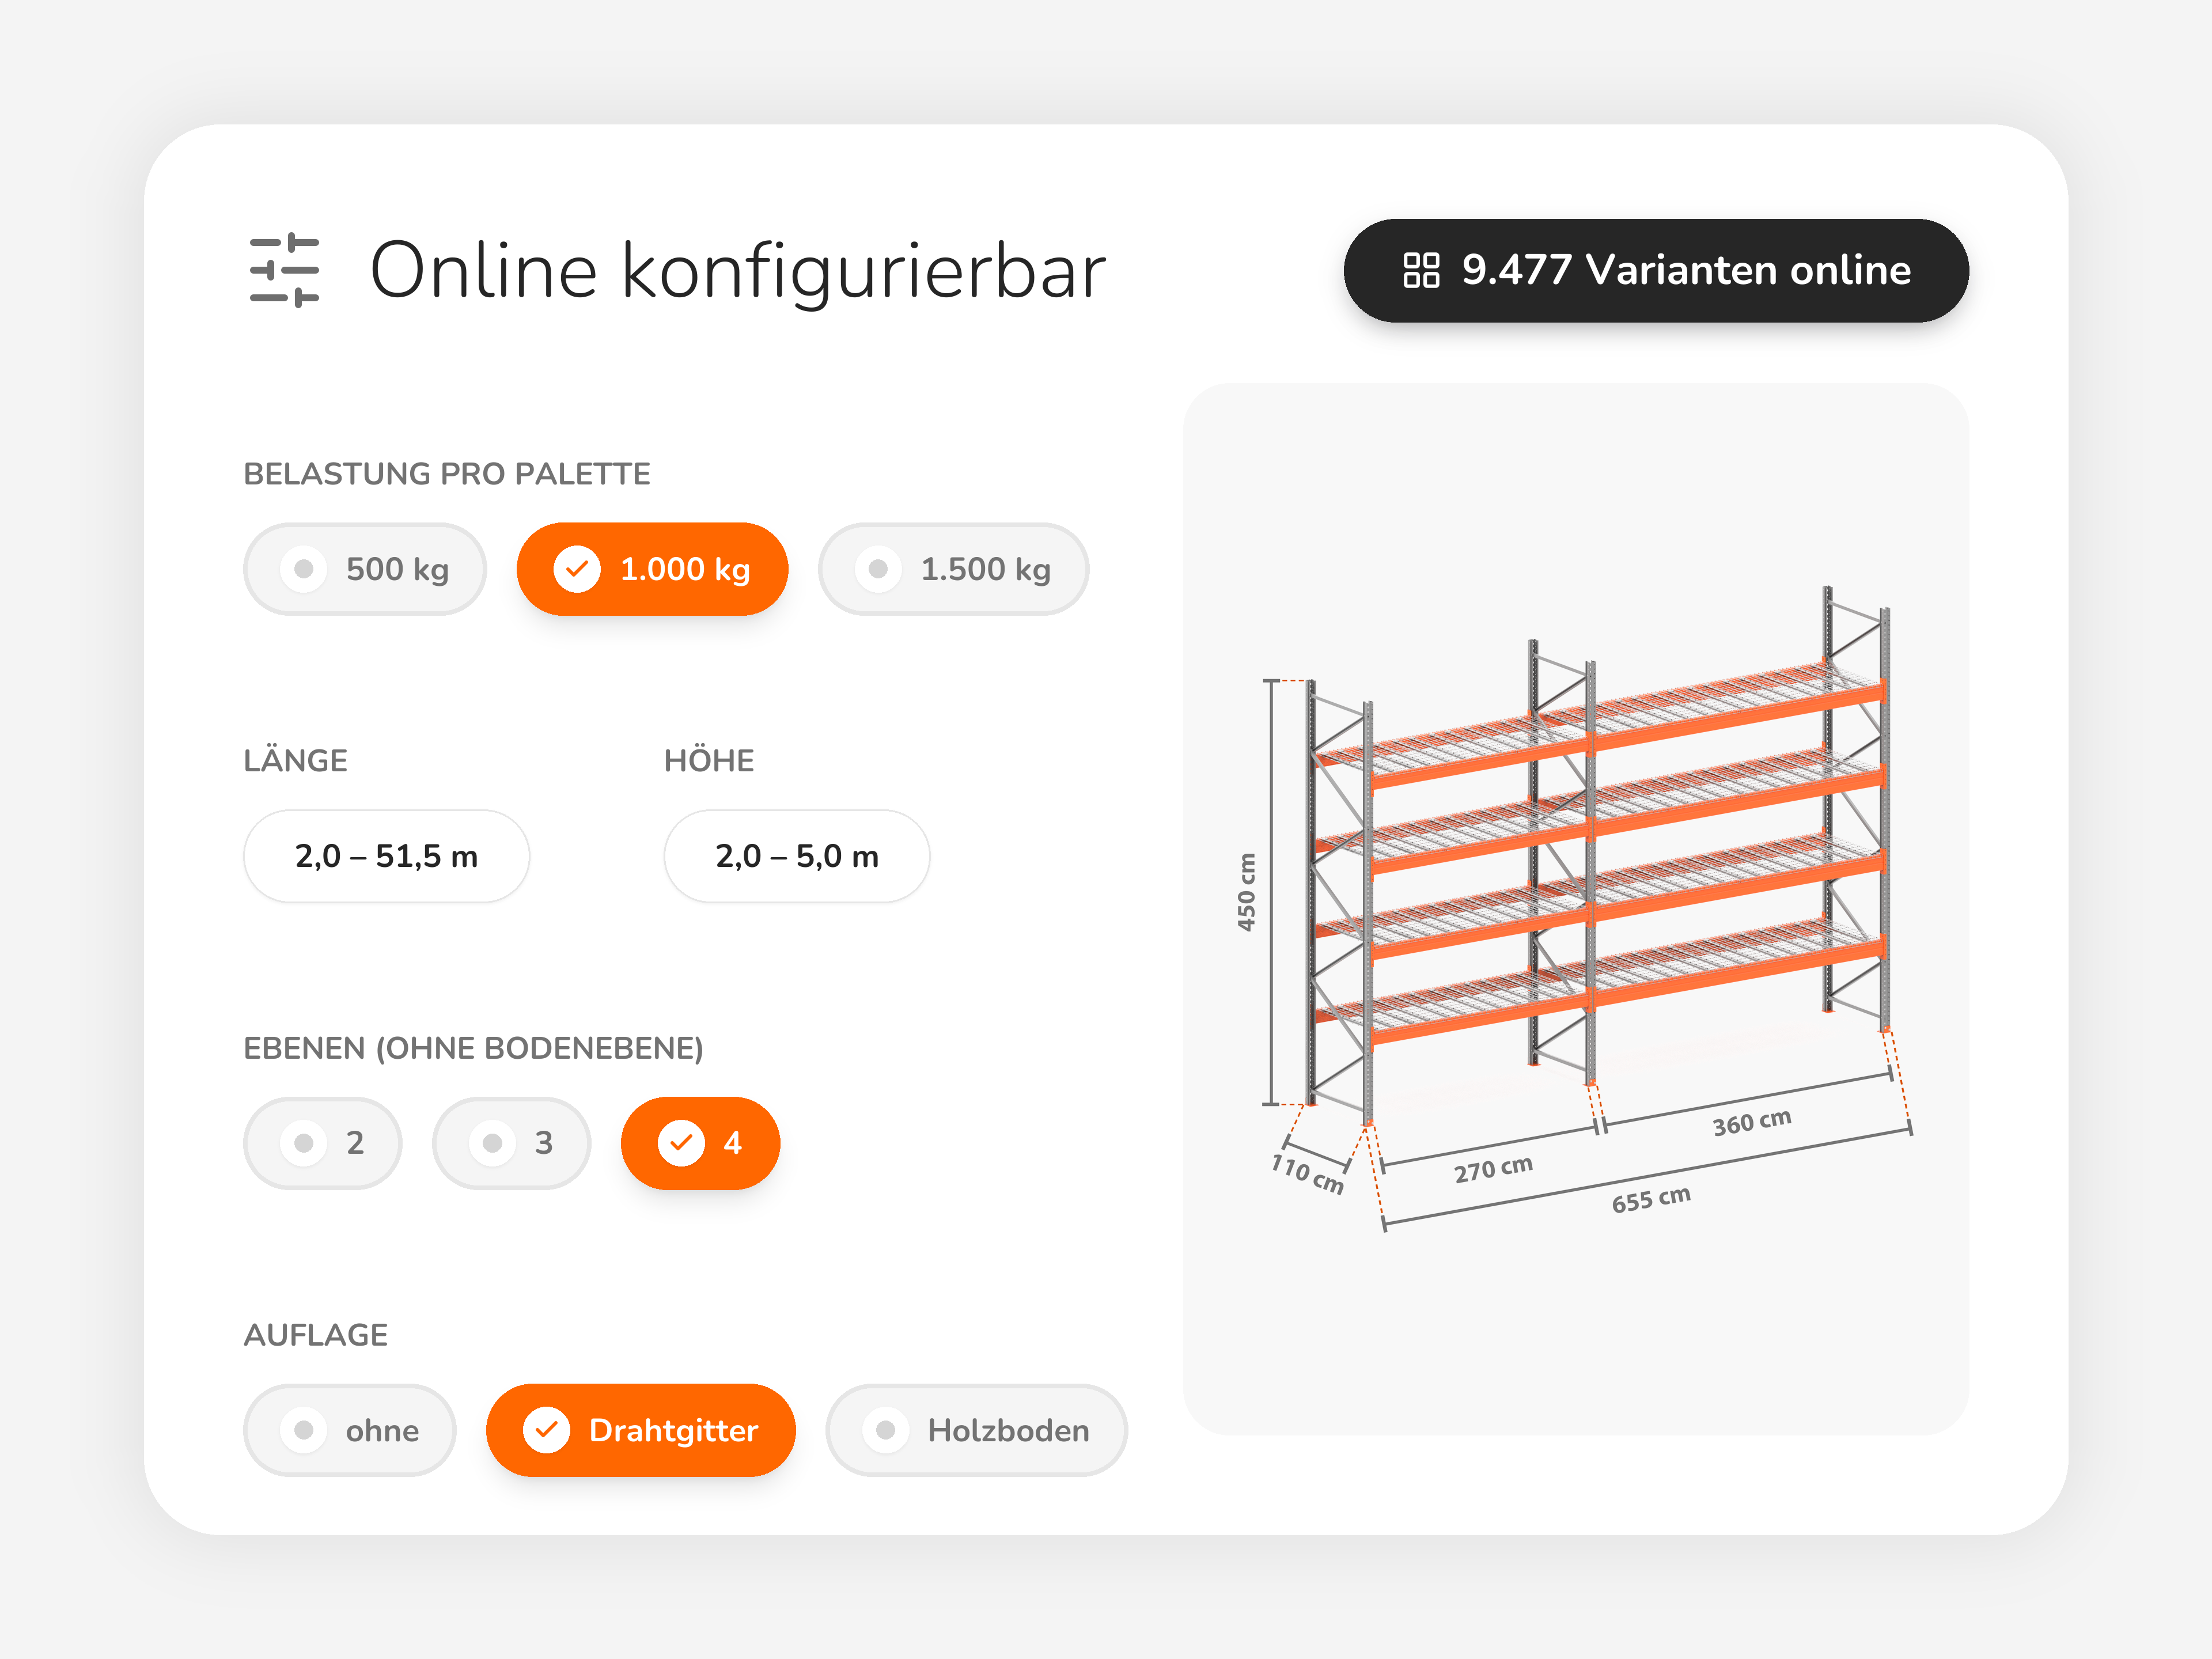 Online konfigurierbar
9.477 Varianten online
BELASTUNG PRO PALETTE
500 kg
1.000 kg
1.500 kg
LÄNGE
HÖHE
2,0 – 51,5 m
2,0 – 5,0 m
EBENEN (OHNE BODENEBENE)
2
3
4
AUFLAGE
ohne
Drahtgitter
Holzboden
450 cm
110 cm
270 cm
360 cm
655 cm